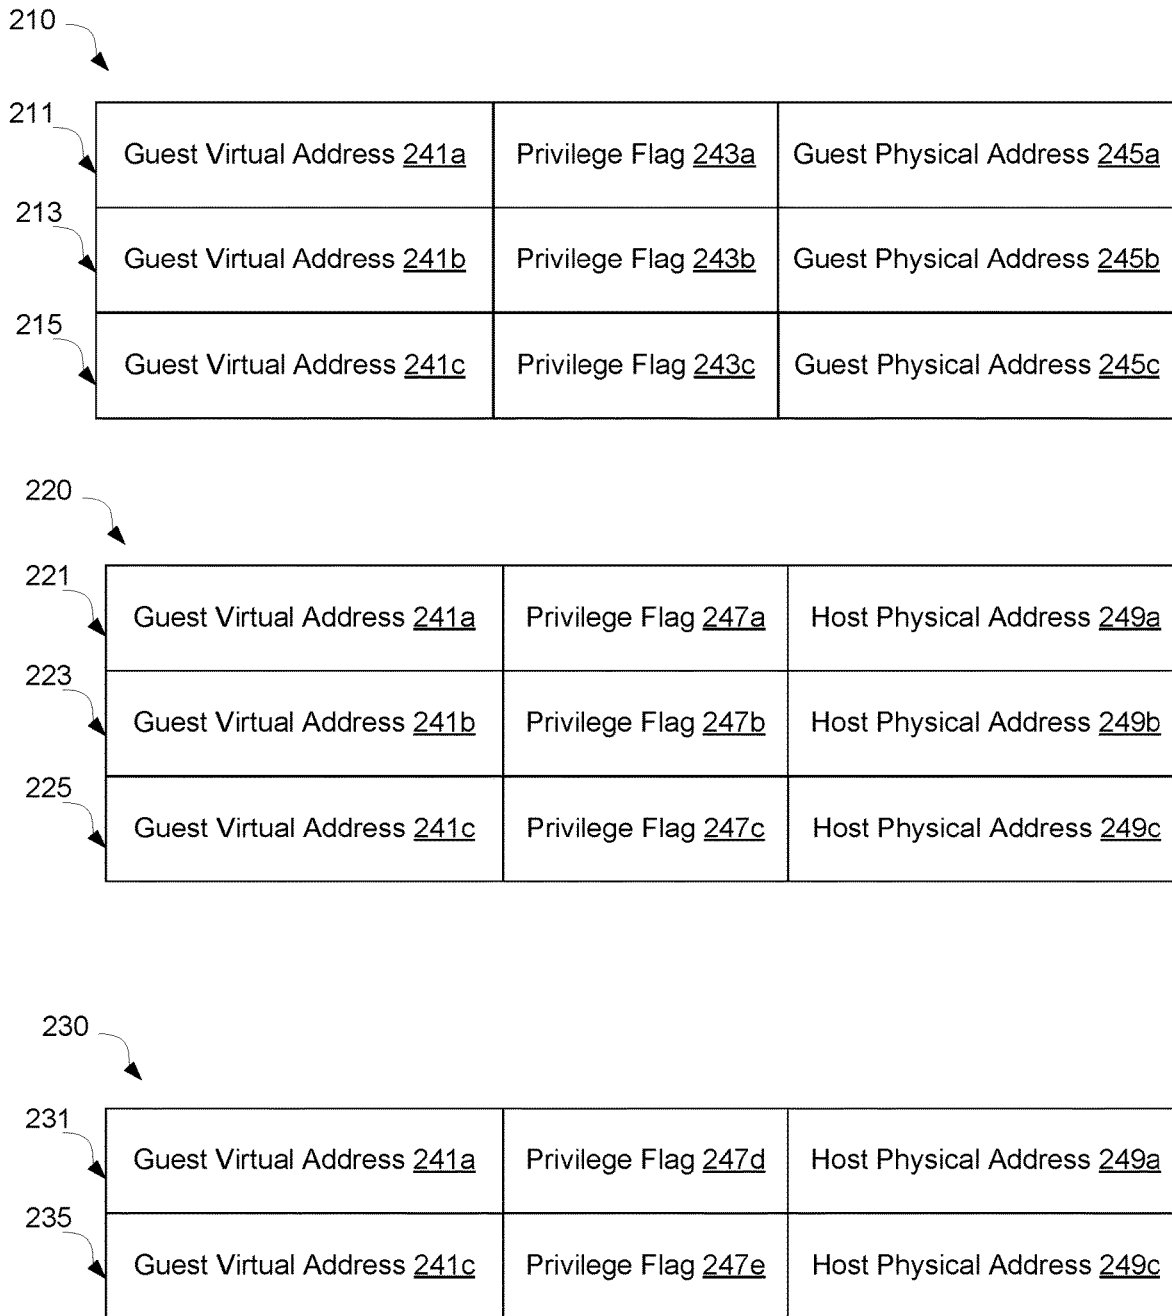 210
211
Guest Virtual Address 241a Privilege Flag 243a Guest Physical Address 245a
213
Guest Virtual Address 241b Privilege Flag 243b Guest Physical Address 245b
215
Guest Virtual Address 241c Privilege Flag 243c Guest Physical Address 245c
220
221
Guest Virtual Address 241a Privilege Flag 247a Host Physical Address 249a
223
Guest Virtual Address 241b Privilege Flag 247b Host Physical Address 249b
225
Guest Virtual Address 241c Privilege Flag 247c Host Physical Address 249c
230
231
Guest Virtual Address 241a Privilege Flag 247d Host Physical Address 249a
235
Guest Virtual Address 241c Privilege Flag 247e Host Physical Address 249c